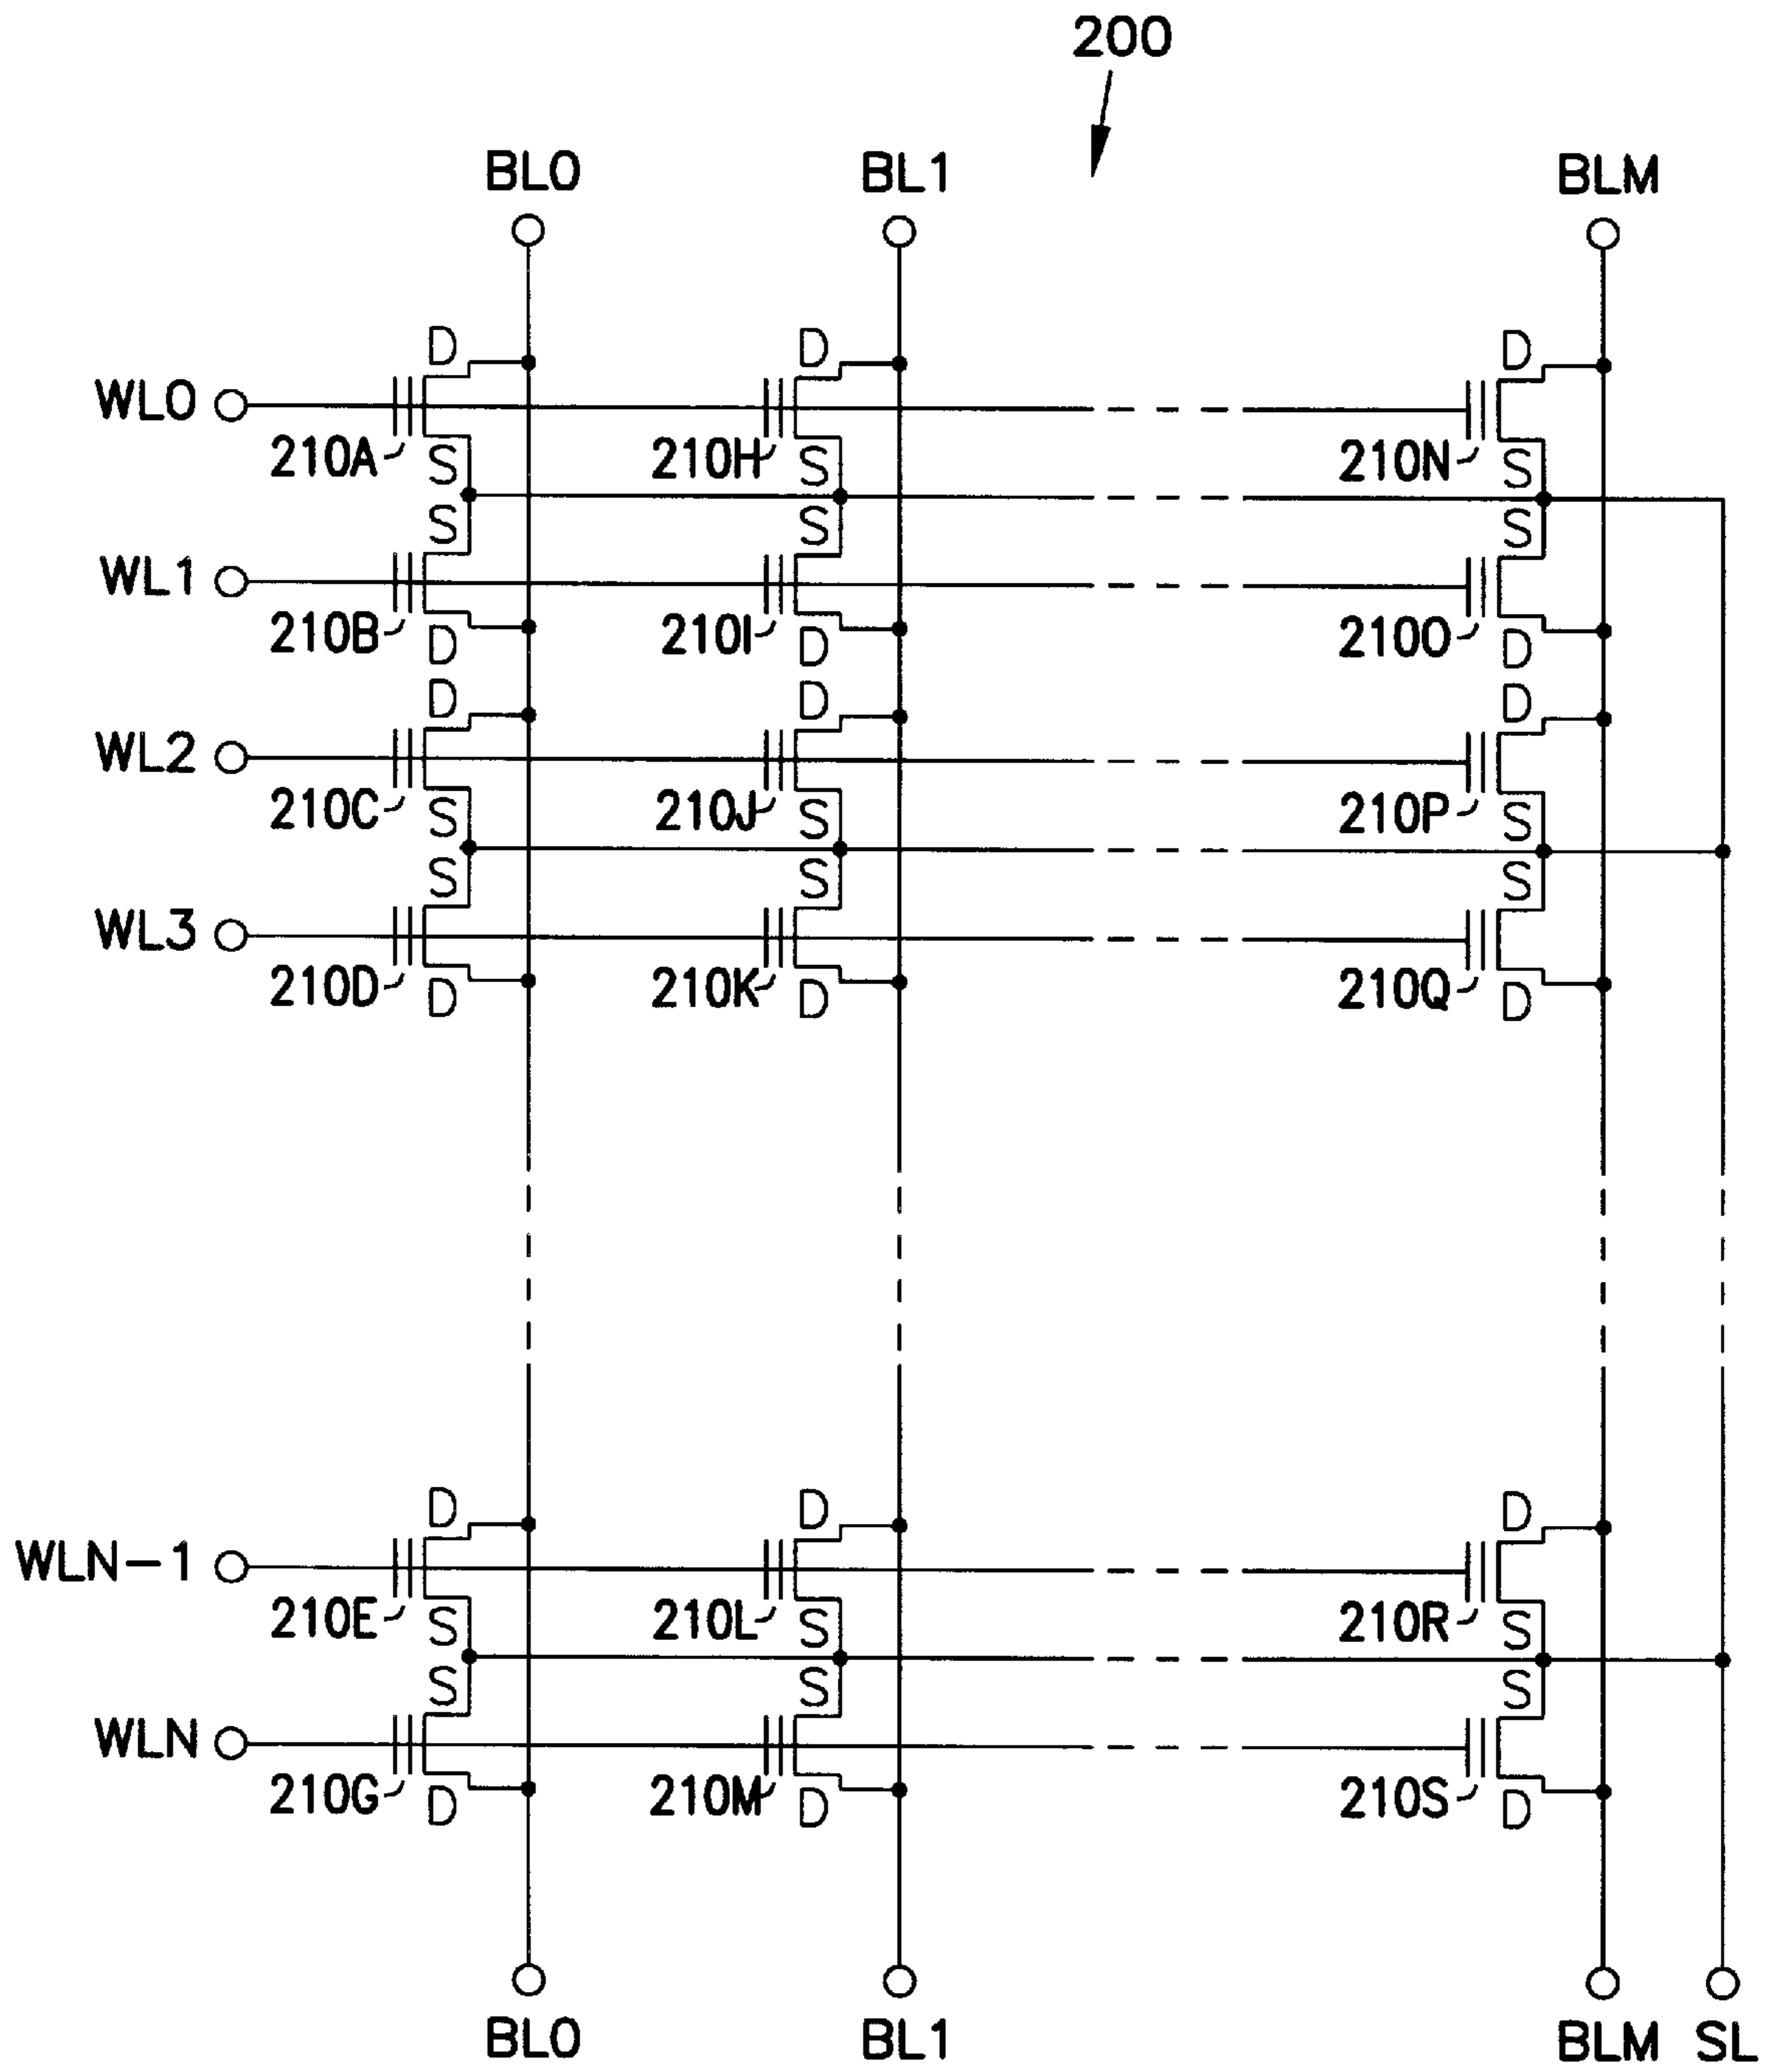 200
BL0 BL1 BLM
D D D
WL0
210A S 210H S 210N S
S S S
WL1
210B D 210I D 210O D
D D D
WL2
210C S 210J S 210P S
S S S
WL3
210D D 210K D 210Q D
D D D
WLN-1
210E S 210L S 210R S
S S S
WLN
210G D 210M D 210S D
BL0 BL1 BLM SL